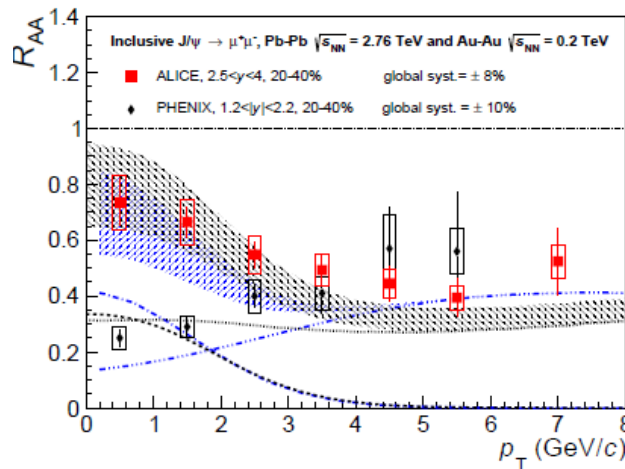 Inclusive J/ψ → μ⁺μ⁻, Pb-Pb √s_NN = 2.76 TeV and Au-Au √s_NN = 0.2 TeV
ALICE, 2.5<y<4, 20-40% global syst.= ± 8%
PHENIX, 1.2<|y|<2.2, 20-40% global syst. = ± 10%
R_AA
1.4
1.2
1
0.8
0.6
0.4
0.2
0
0 1 2 3 4 5 6 7 8
p_T (GeV/c)